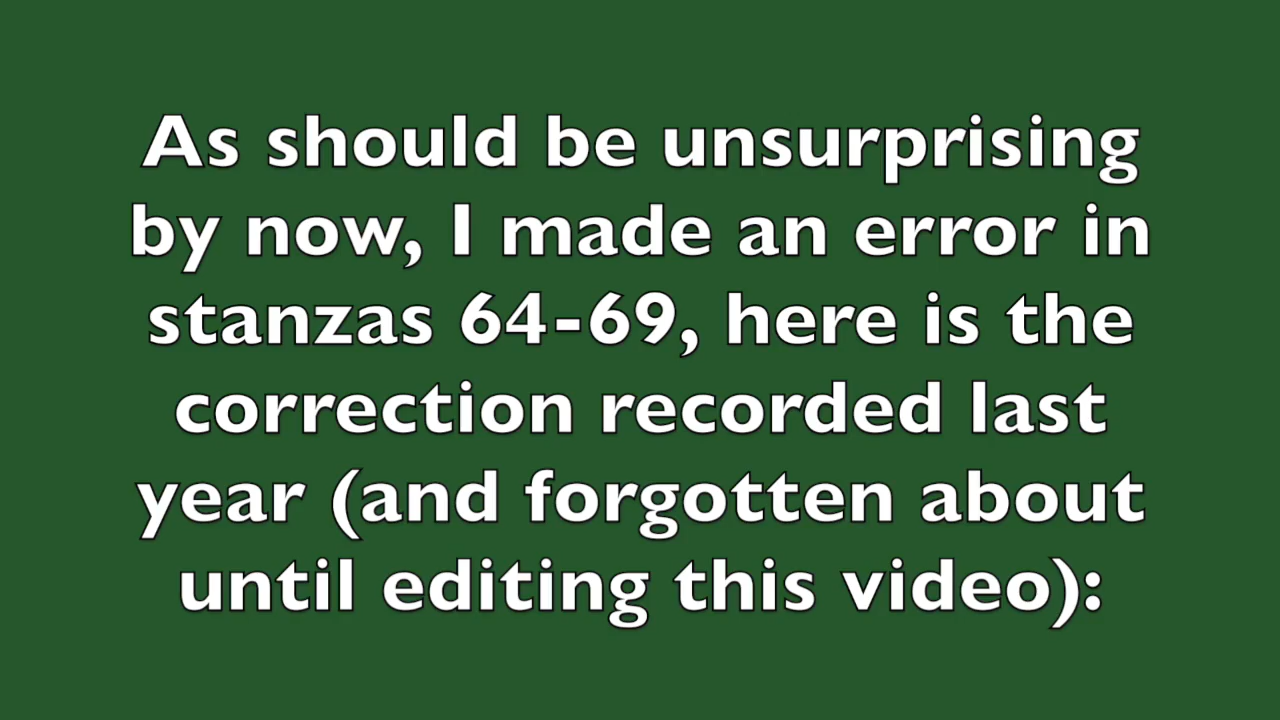 As should be unsurprising
by now, I made an error in
stanzas 64-69, here is the
correction recorded last
year (and forgotten about
until editing this video):